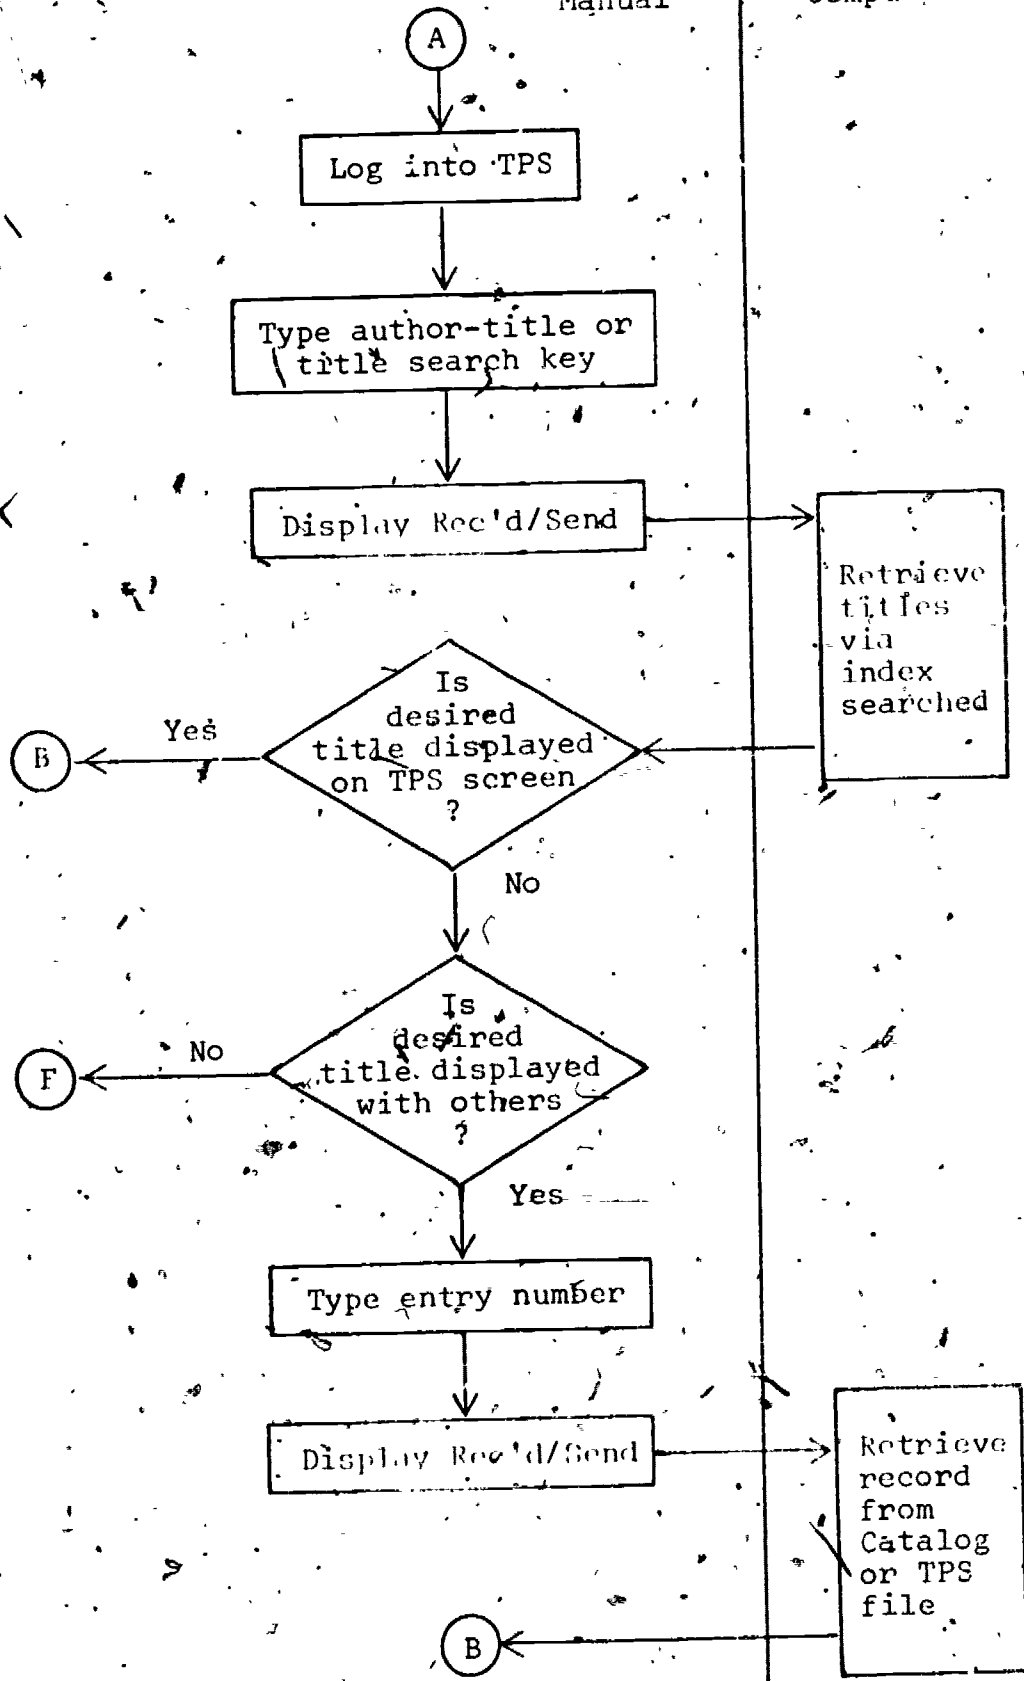 Manual
A
Log into TPS
Type author-title or
title search key
Display Rec'd/Send
Retrieve
titles
via
index
searched
Is
desired
title displayed
on TPS screen
?
Yes
B
No
Is
desired
title displayed
with others
?
No
F
Yes
Type entry number
Display Rec'd/Send
Retrieve
record
from
Catalog
or TPS
file
B